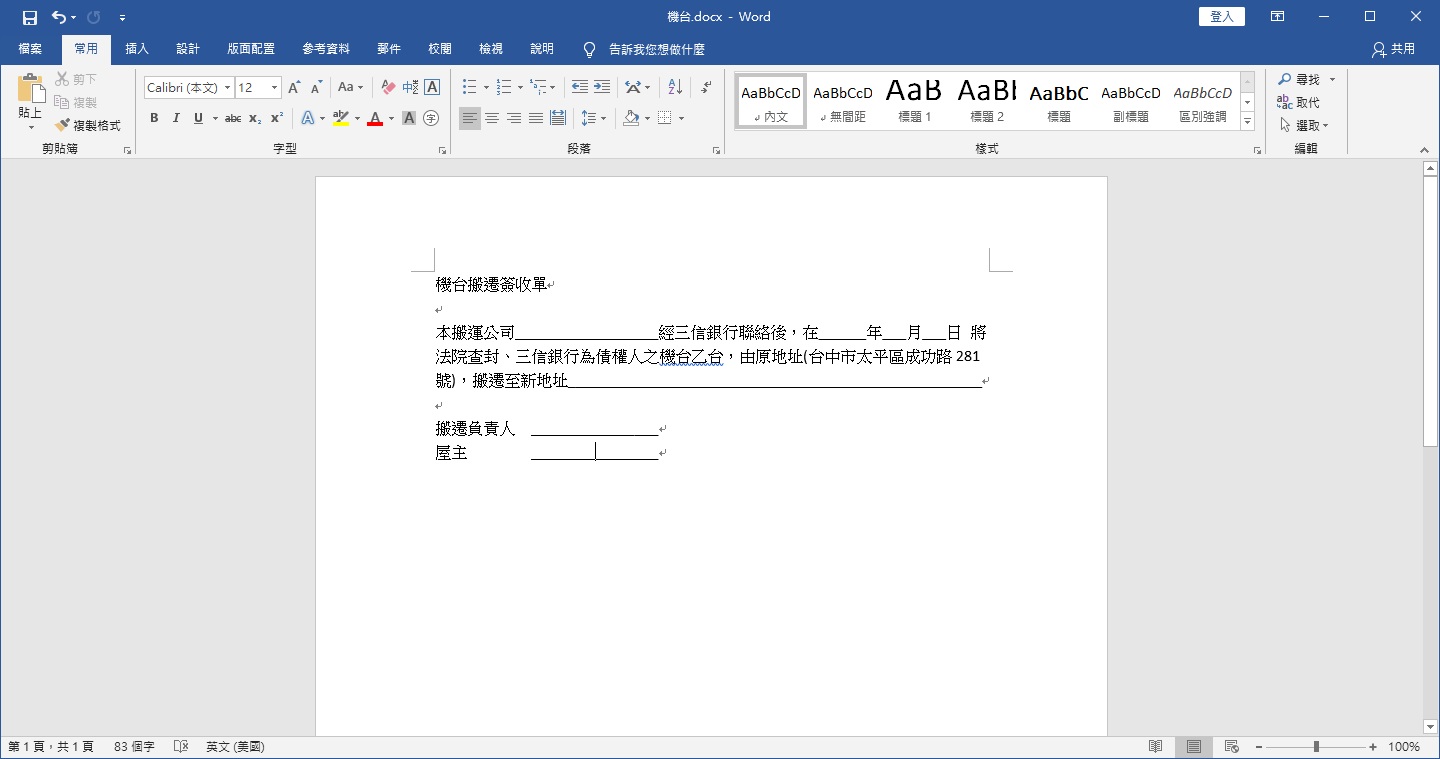 機台.docx - Word
登入
檔案 常用 插入 設計 版面配置 參考資料 郵件 校閱 檢視 說明 告訴我您想做什麼 共用
貼上
剪下
複製
複製格式
剪貼簿
Calibri (本文) 12
字型
段落
AaBbCcD AaBbCcD AaB AaBl AaBbC AaBbCcD AaBbCcD
內文 無間距 標題 1 標題 2 標題 副標題 區別強調
樣式
尋找
取代
選取
編輯
機台搬遷簽收單
本搬運公司__________________經三信銀行聯絡後，在______年___月___日 將
法院查封、三信銀行為債權人之機台乙台，由原地址(台中市太平區成功路 281
號)，搬遷至新地址____________________________________________________
搬遷負責人 ________________
屋主 ________________
第 1 頁，共 1 頁 83 個字 英文 (美國) 100%